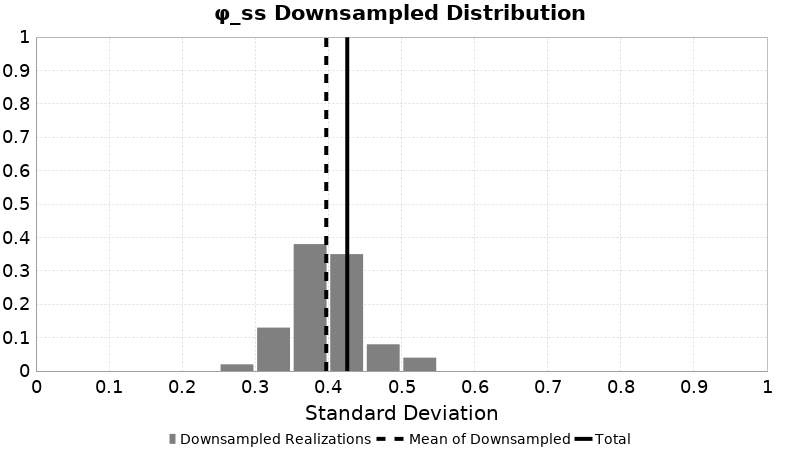 φ_ss Downsampled Distribution
1
0.9
0.8
0.7
0.6
0.5
0.4
0.3
0.2
0.1
0
0 0.1 0.2 0.3 0.4 0.5 0.6 0.7 0.8 0.9 1
Standard Deviation
Downsampled Realizations Mean of Downsampled Total